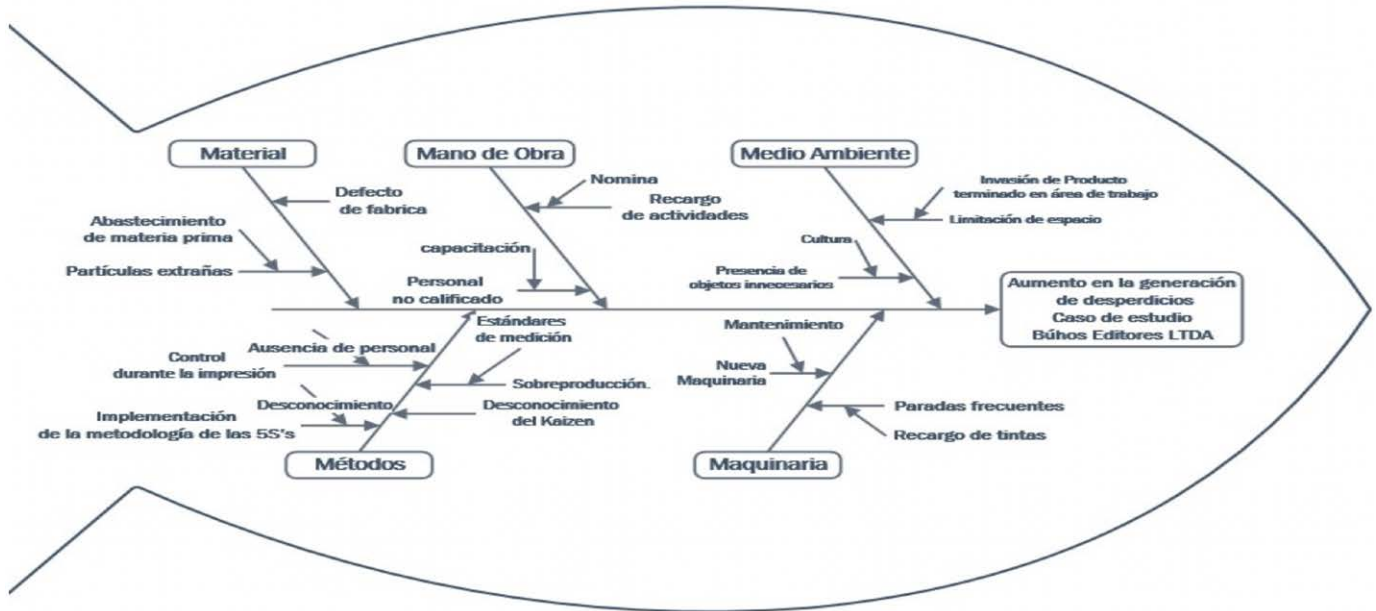 Material
Mano de Obra
Medio Ambiente
Defecto
de fabrica
Abastecimiento
de materia prima
Partículas extrañas
Nomina
Recargo
de actividades
capacitación
Personal
no calificado
Invasión de Producto
terminado en área de trabajo
Limitación de espacio
Cultura
Presencia de
objetos innecesarios
Aumento en la generación
de desperdicios
Caso de estudio
Búhos Editores LTDA
Ausencia de personal
Control
durante la impresión
Estándares
de medición
Sobreproducción.
Desconocimiento
Implementación
de la metodología de las 5S's
Desconocimiento
del Kaizen
Métodos
Mantenimiento
Nueva
Maquinaria
Paradas frecuentes
Recargo de tintas
Maquinaria